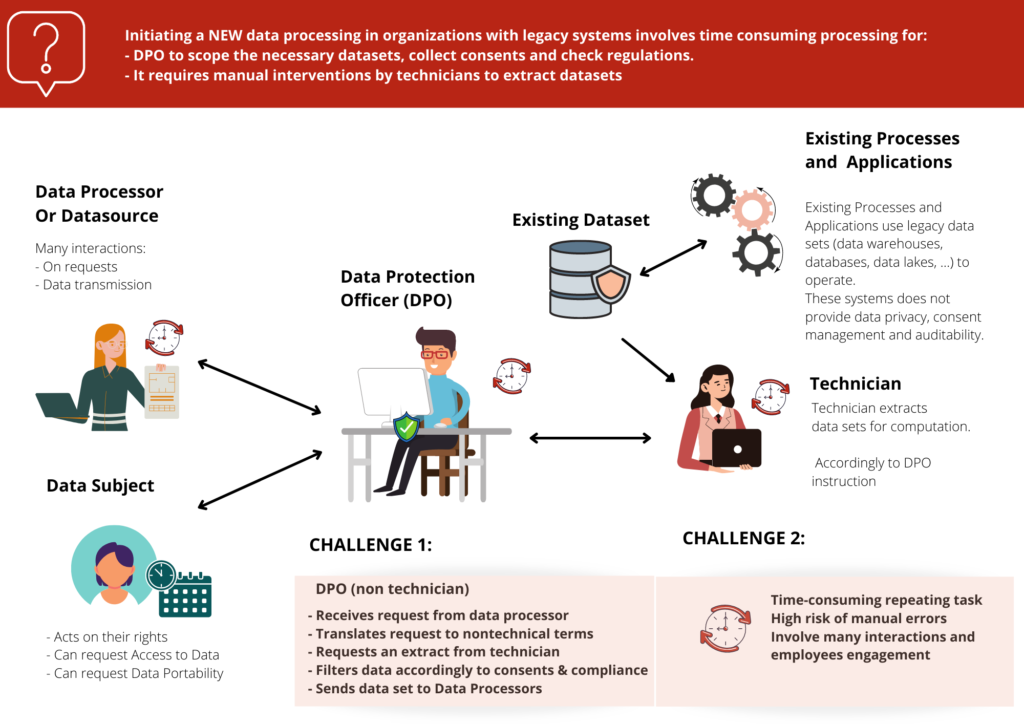 Initiating a NEW data processing in organizations with legacy systems involves time consuming processing for:
- DPO to scope the necessary datasets, collect consents and check regulations.
- It requires manual interventions by technicians to extract datasets
Existing Processes
and Applications
Existing Processes and
Applications use legacy data
sets (data warehouses,
databases, data lakes, ...) to
operate.
These systems does not
provide data privacy, consent
management and auditability.
Data Processor
Or Datasource
Many interactions:
- On requests
- Data transmission
Existing Dataset
Data Protection
Officer (DPO)
Technician
Technician extracts
data sets for computation.
Accordingly to DPO
instruction
Data Subject
- Acts on their rights
- Can request Access to Data
- Can request Data Portability
CHALLENGE 1:
DPO (non technician)
- Receives request from data processor
- Translates request to nontechnical terms
- Requests an extract from technician
- Filters data accordingly to consents & compliance
- Sends data set to Data Processors
CHALLENGE 2:
Time-consuming repeating task
High risk of manual errors
Involve many interactions and
employees engagement